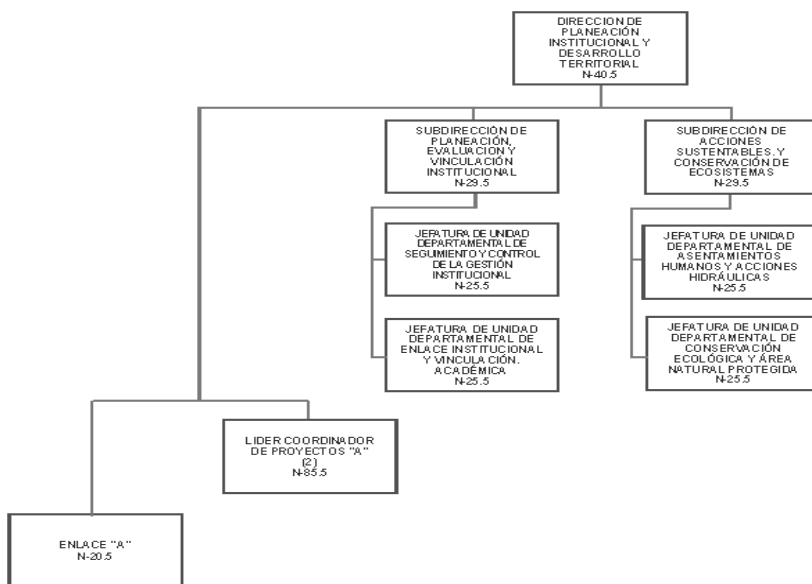 DIRECCION DE
PLANEACIÓN
INSTITUCIONAL Y
DESARROLLO
TERRITORIAL
N-40.5
SUBDIRECCIÓN DE
PLANEACIÓN,
EVALUACION Y
VINCULACIÓN
INSTITUCIONAL
N-29.5
SUBDIRECCIÓN DE
ACCIONES
SUSTENTABLES. Y
CONSERVACIÓN DE
ECOSISTEMAS
N-29.5
JEFATURA DE UNIDAD
DEPARTAMENTAL DE
SEGUIMIENTO Y CONTROL
DE LA GESTIÓN
INSTITUCIONAL
N-25.5
JEFATURA DE UNIDAD
DEPARTAMENTAL DE
ASENTAMIENTOS
HUMANOS Y ACCIONES
HIDRÁULICAS
N-25.5
JEFATURA DE UNIDAD
DEPARTAMENTAL DE
ENLACE INSTITUCIONAL
Y VINCULACIÓN.
ACADÉMICA
N-25.5
JEFATURA DE UNIDAD
DEPARTAMENTAL DE
CONSERVACIÓN
ECOLÓGICA Y ÁREA
NATURAL PROTEGIDA
N-25.5
LIDER COORDINADOR
DE PROYECTOS "A"
(2)
N-85.5
ENLACE "A"
N-20.5